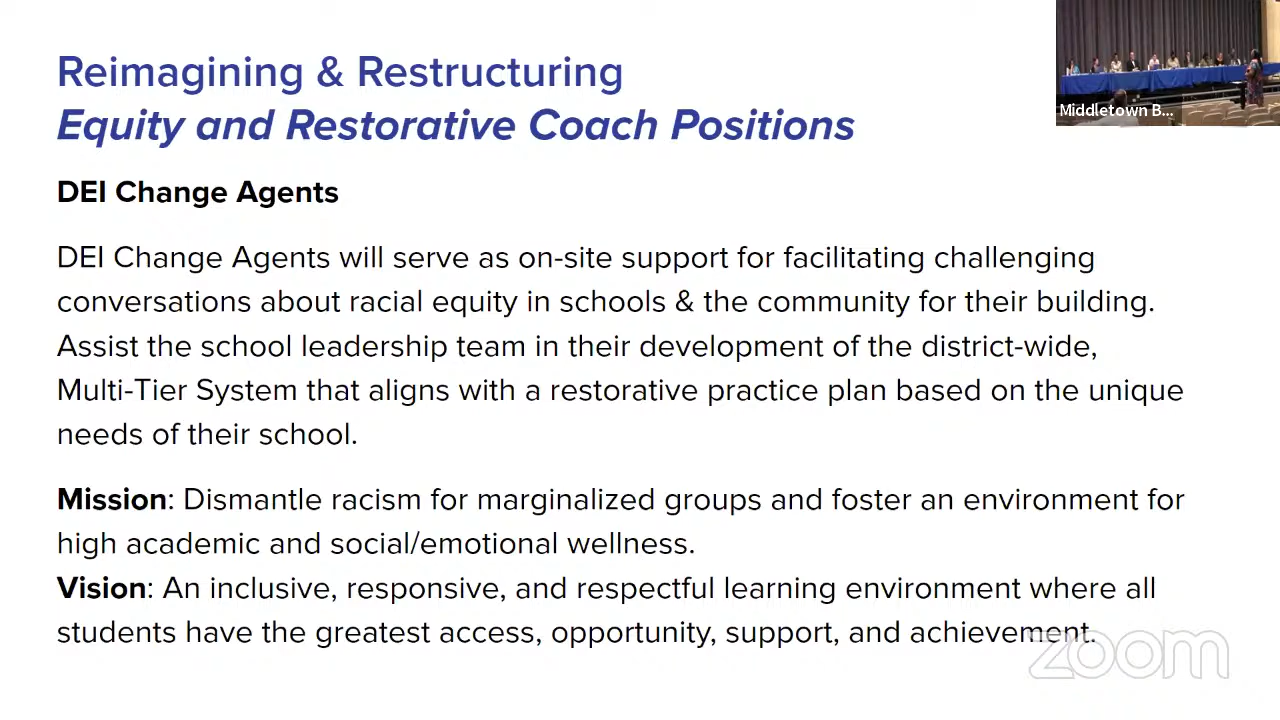 Reimagining & Restructuring
Equity and Restorative Coach Positions
Middletown B...
DEI Change Agents
DEI Change Agents will serve as on-site support for facilitating challenging
conversations about racial equity in schools & the community for their building.
Assist the school leadership team in their development of the district-wide,
Multi-Tier System that aligns with a restorative practice plan based on the unique
needs of their school.
Mission: Dismantle racism for marginalized groups and foster an environment for
high academic and social/emotional wellness.
Vision: An inclusive, responsive, and respectful learning environment where all
students have the greatest access, opportunity, support, and achievement.
zoom